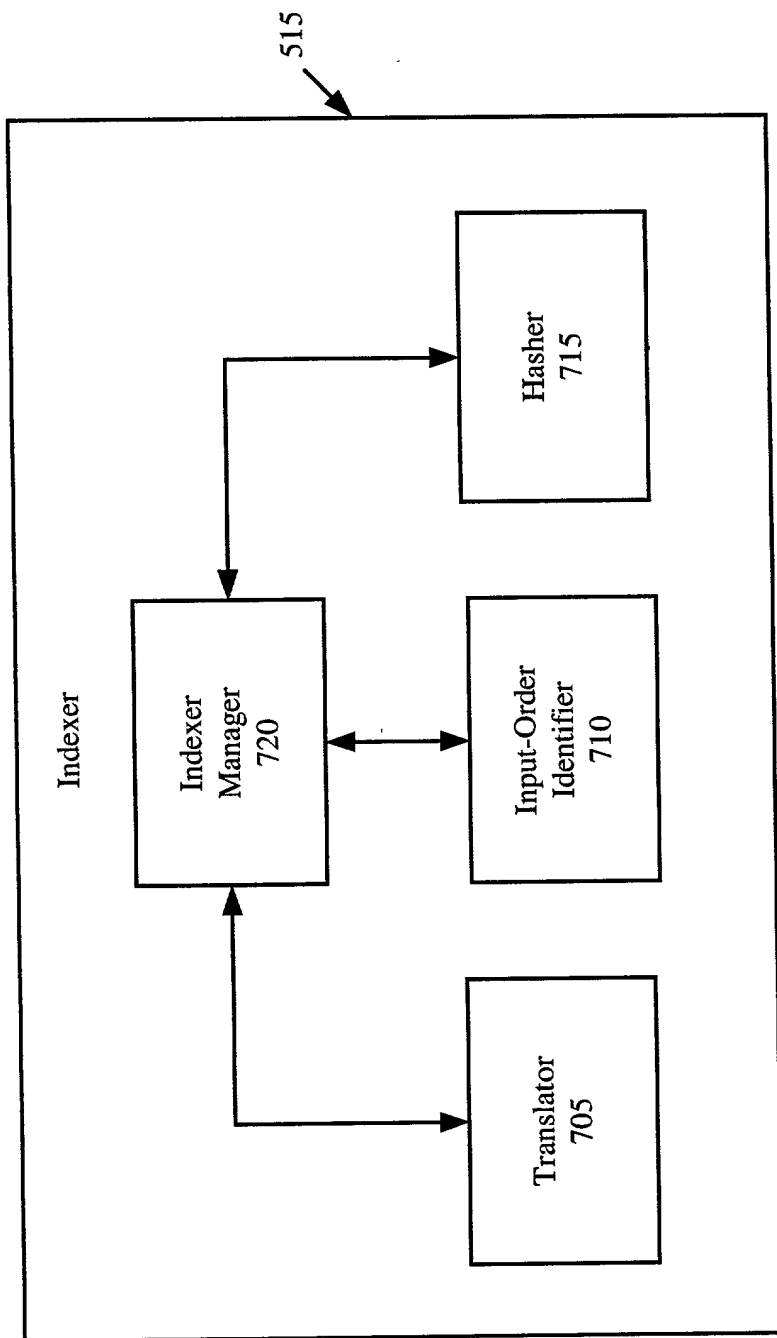 515
Indexer
Indexer
Manager
720
Translator
705
Input-Order
Identifier
710
Hasher
715